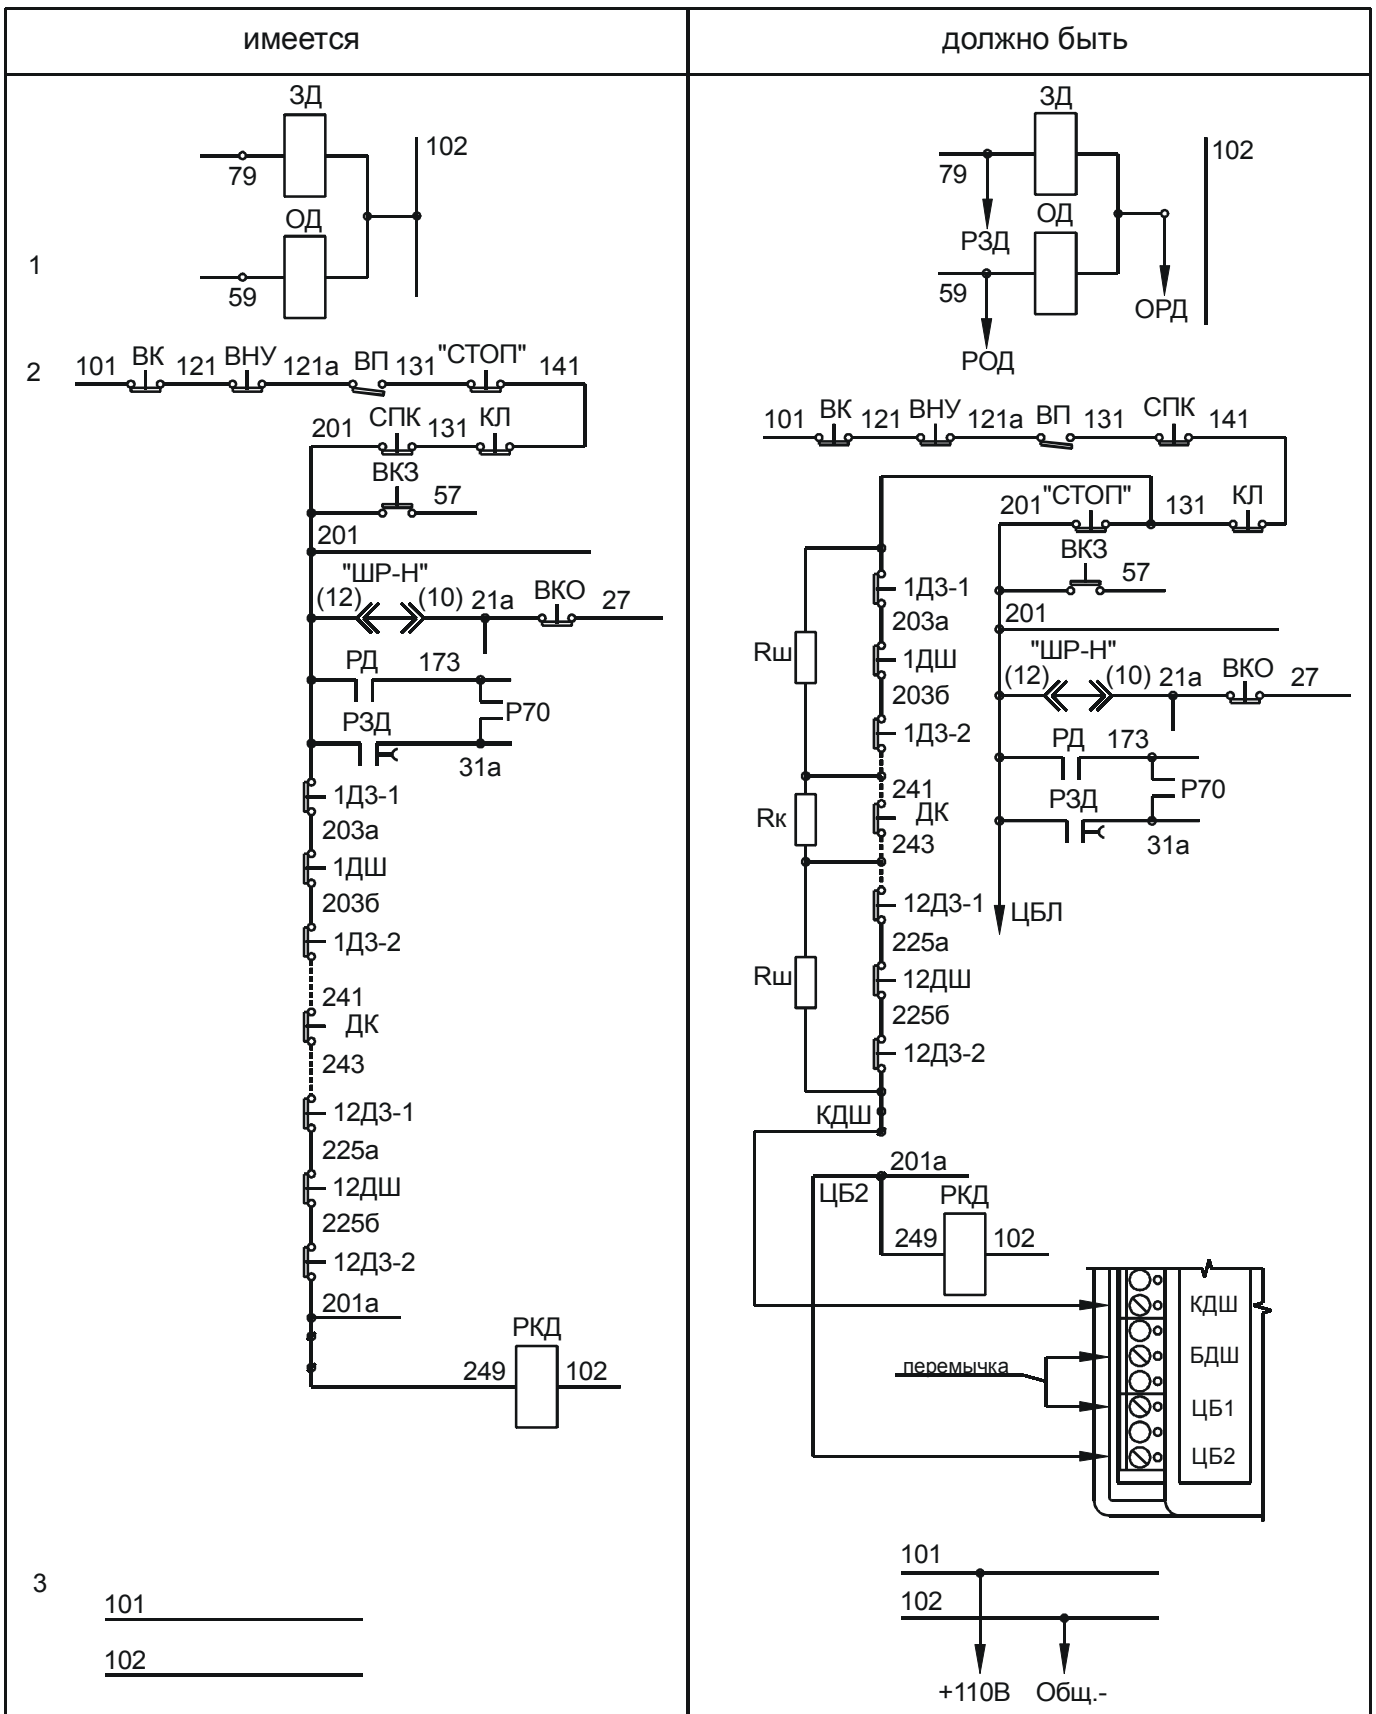 имеется
ЗД
102
79
ОД
59
1
2
101 ВК 121 ВНУ 121а ВП 131 "СТОП" 141
201 СПК 131 КЛ
ВКЗ
57
201
"ШР-Н"
(12) (10) 21а ВКО 27
РД 173
Р70
РЗД
31а
1ДЗ-1
203а
1ДШ
203б
1ДЗ-2
241
ДК
243
12ДЗ-1
225а
12ДШ
225б
12ДЗ-2
201а
РКД
249 102
3
101
102
должно быть
ЗД
102
79
РЗД
ОД
59
ОРД
РОД
101 ВК 121 ВНУ 121а ВП 131 СПК 141
201 "СТОП" 131 КЛ
ВКЗ
57
201
"ШР-Н"
(12) (10) 21а ВКО 27
РД 173
Р70
РЗД
31а
ЦБЛ
1ДЗ-1
203а
Rш
1ДШ
203б
1ДЗ-2
241
Rк
ДК
243
12ДЗ-1
225а
Rш
12ДШ
225б
12ДЗ-2
КДШ
201а
ЦБ2
РКД
249 102
КДШ
перемычка
БДШ
ЦБ1
ЦБ2
101
102
+110В Общ.-